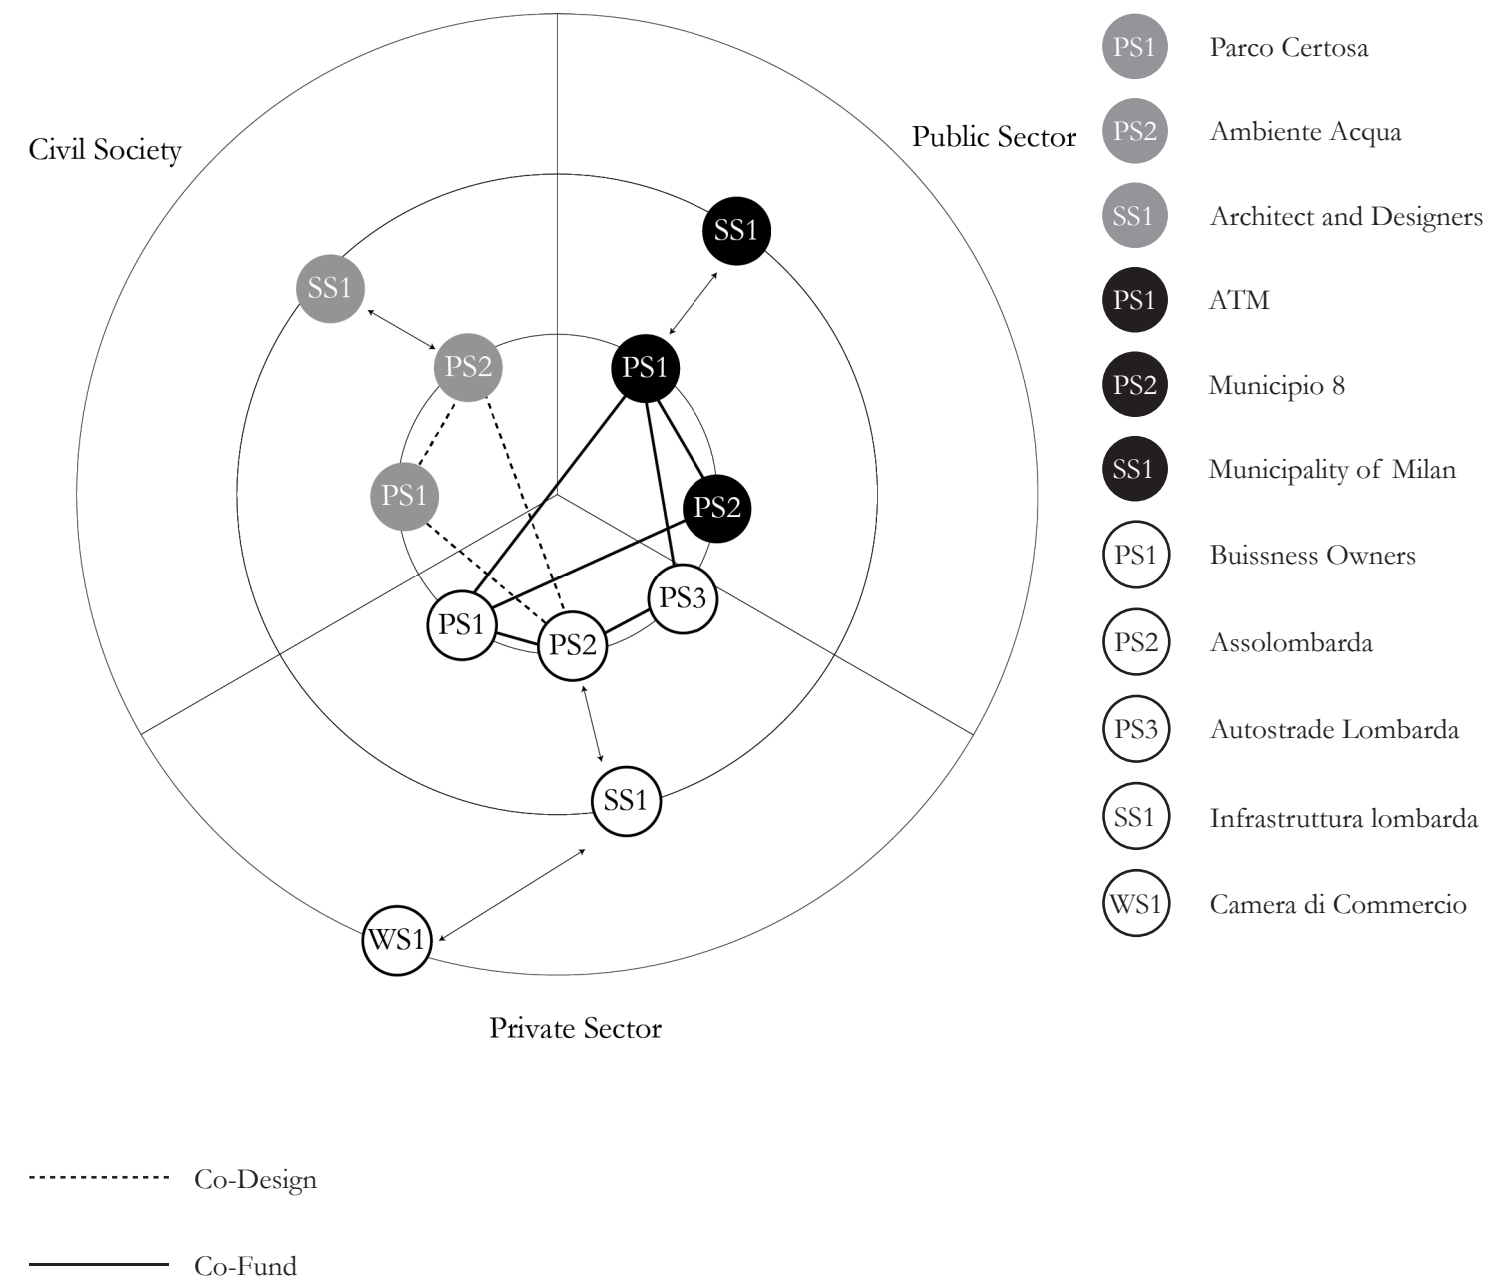 Civil Society
Public Sector
SS1
SS1
PS2
PS1
PS1
PS2
PS1
PS2
PS3
SS1
WS1
Private Sector
PS1 Parco Certosa
PS2 Ambiente Acqua
SS1 Architect and Designers
PS1 ATM
PS2 Municipio 8
SS1 Municipality of Milan
PS1 Buissness Owners
PS2 Assolombarda
PS3 Autostrade Lombarda
SS1 Infrastruttura lombarda
WS1 Camera di Commercio
Co-Design
Co-Fund